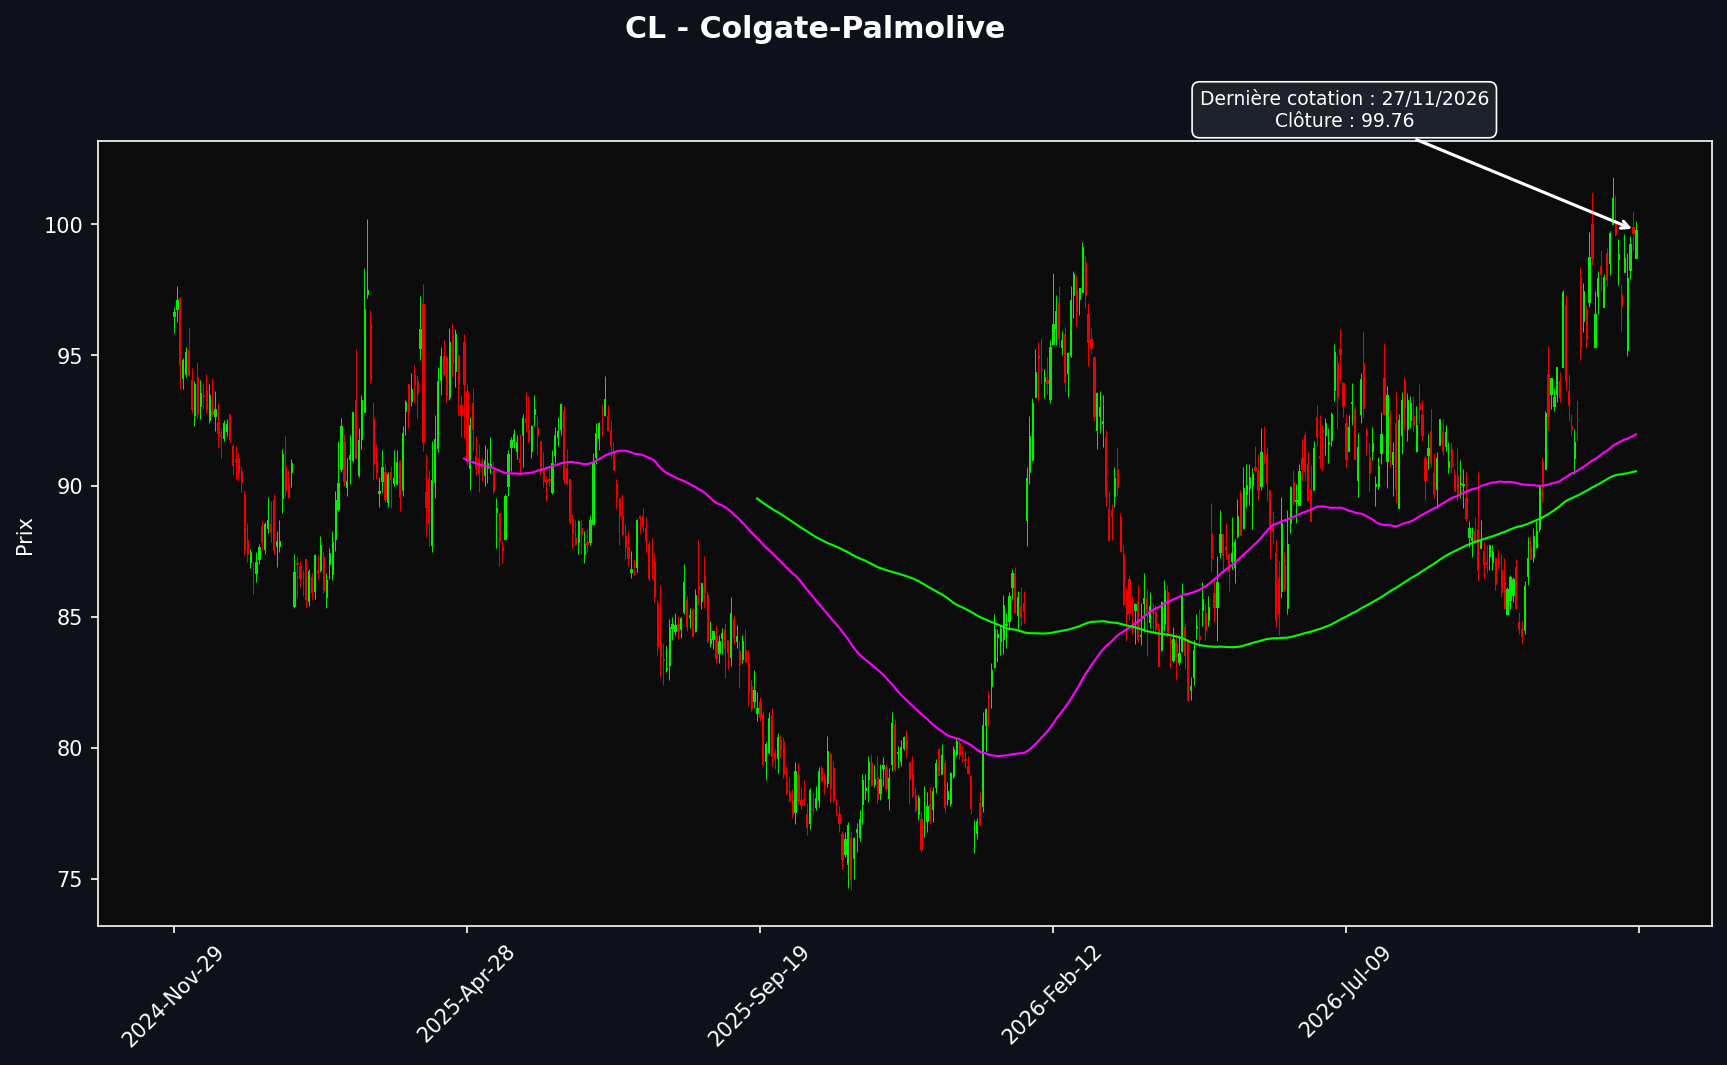 CL - Colgate-Palmolive
Dernière cotation : 27/11/2026
Clôture : 99.76
Prix
100
95
90
85
80
75
2024-Nov-29
2025-Apr-28
2025-Sep-19
2026-Feb-12
2026-Jul-09